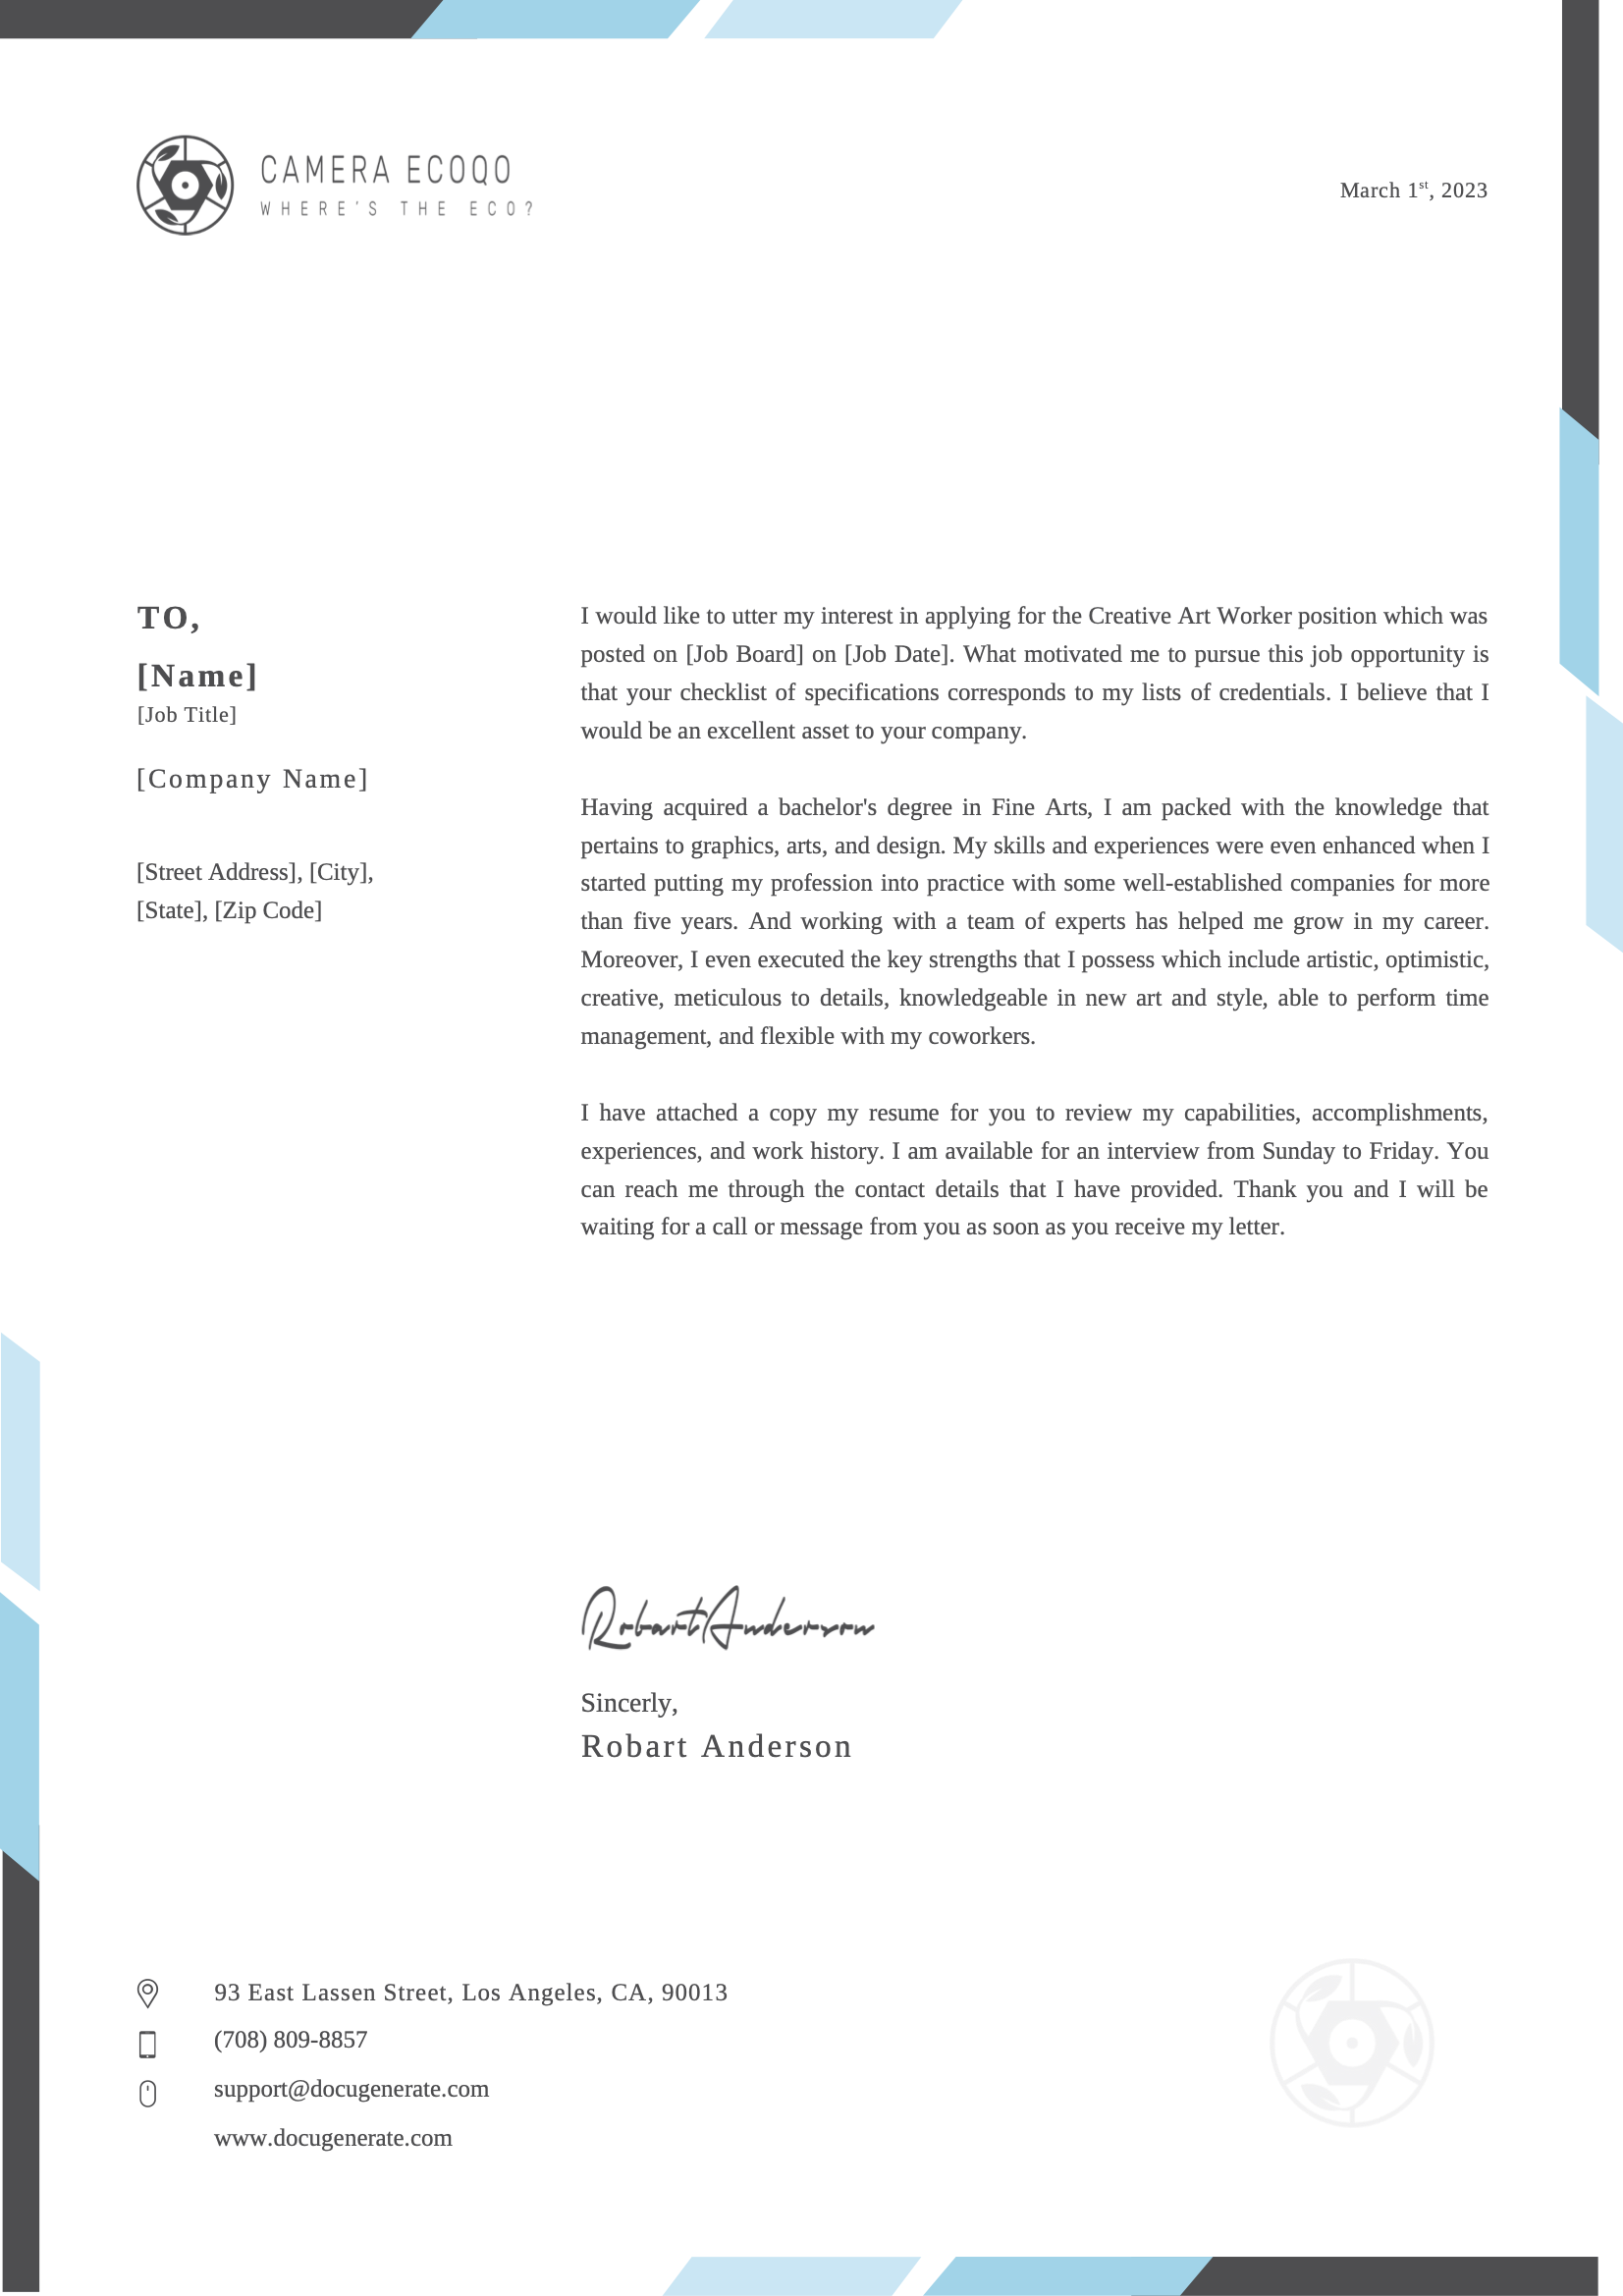 CAMERA ECOQO
WHERE'S THE ECO?
March 1st, 2023
TO,
[Name]
[Job Title]
[Company Name]
[Street Address], [City],
[State], [Zip Code]
I would like to utter my interest in applying for the Creative Art Worker position which was
posted on [Job Board] on [Job Date]. What motivated me to pursue this job opportunity is
that your checklist of specifications corresponds to my lists of credentials. I believe that I
would be an excellent asset to your company.
Having acquired a bachelor's degree in Fine Arts, I am packed with the knowledge that
pertains to graphics, arts, and design. My skills and experiences were even enhanced when I
started putting my profession into practice with some well-established companies for more
than five years. And working with a team of experts has helped me grow in my career.
Moreover, I even executed the key strengths that I possess which include artistic, optimistic,
creative, meticulous to details, knowledgeable in new art and style, able to perform time
management, and flexible with my coworkers.
I have attached a copy my resume for you to review my capabilities, accomplishments,
experiences, and work history. I am available for an interview from Sunday to Friday. You
can reach me through the contact details that I have provided. Thank you and I will be
waiting for a call or message from you as soon as you receive my letter.
Robart Anderson
Sincerly,
Robart Anderson
93 East Lassen Street, Los Angeles, CA, 90013
(708) 809-8857
support@docugenerate.com
www.docugenerate.com